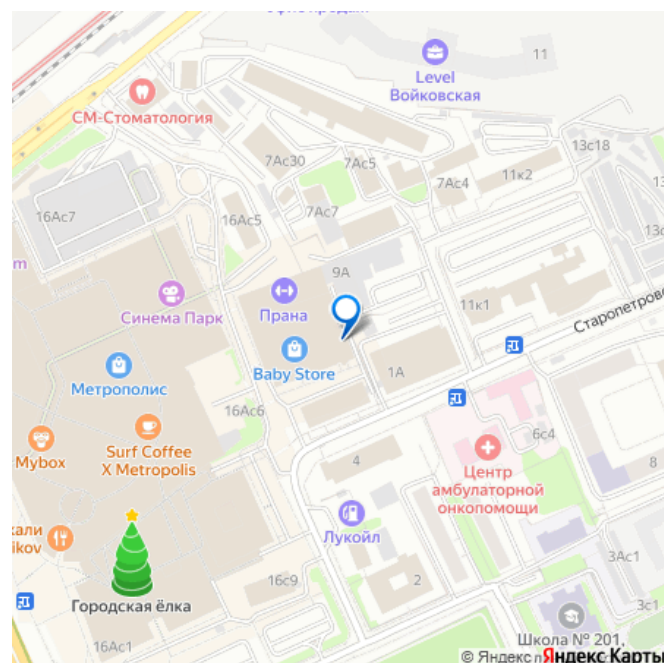 Level
Войковская
11
СМ-Стоматология
13с18
7Ас30
7Ас5
11к2
7Ас4
16Ас7
16Ас5
7Ас7
9А
11к1
Прана
Синема Парк
Старопетровс
Baby Store
1А
Метрополис
16Ас6
Surf Coffee
X Metropolis
Mybox
6с4
4
Центр
амбулаторной
онкопомощи
8
Лукойл
3Ас1
16с9
2
Городская ёлка
3с1
Школа № 201,
16Ас1
© Яндекс
Яндекс Карты